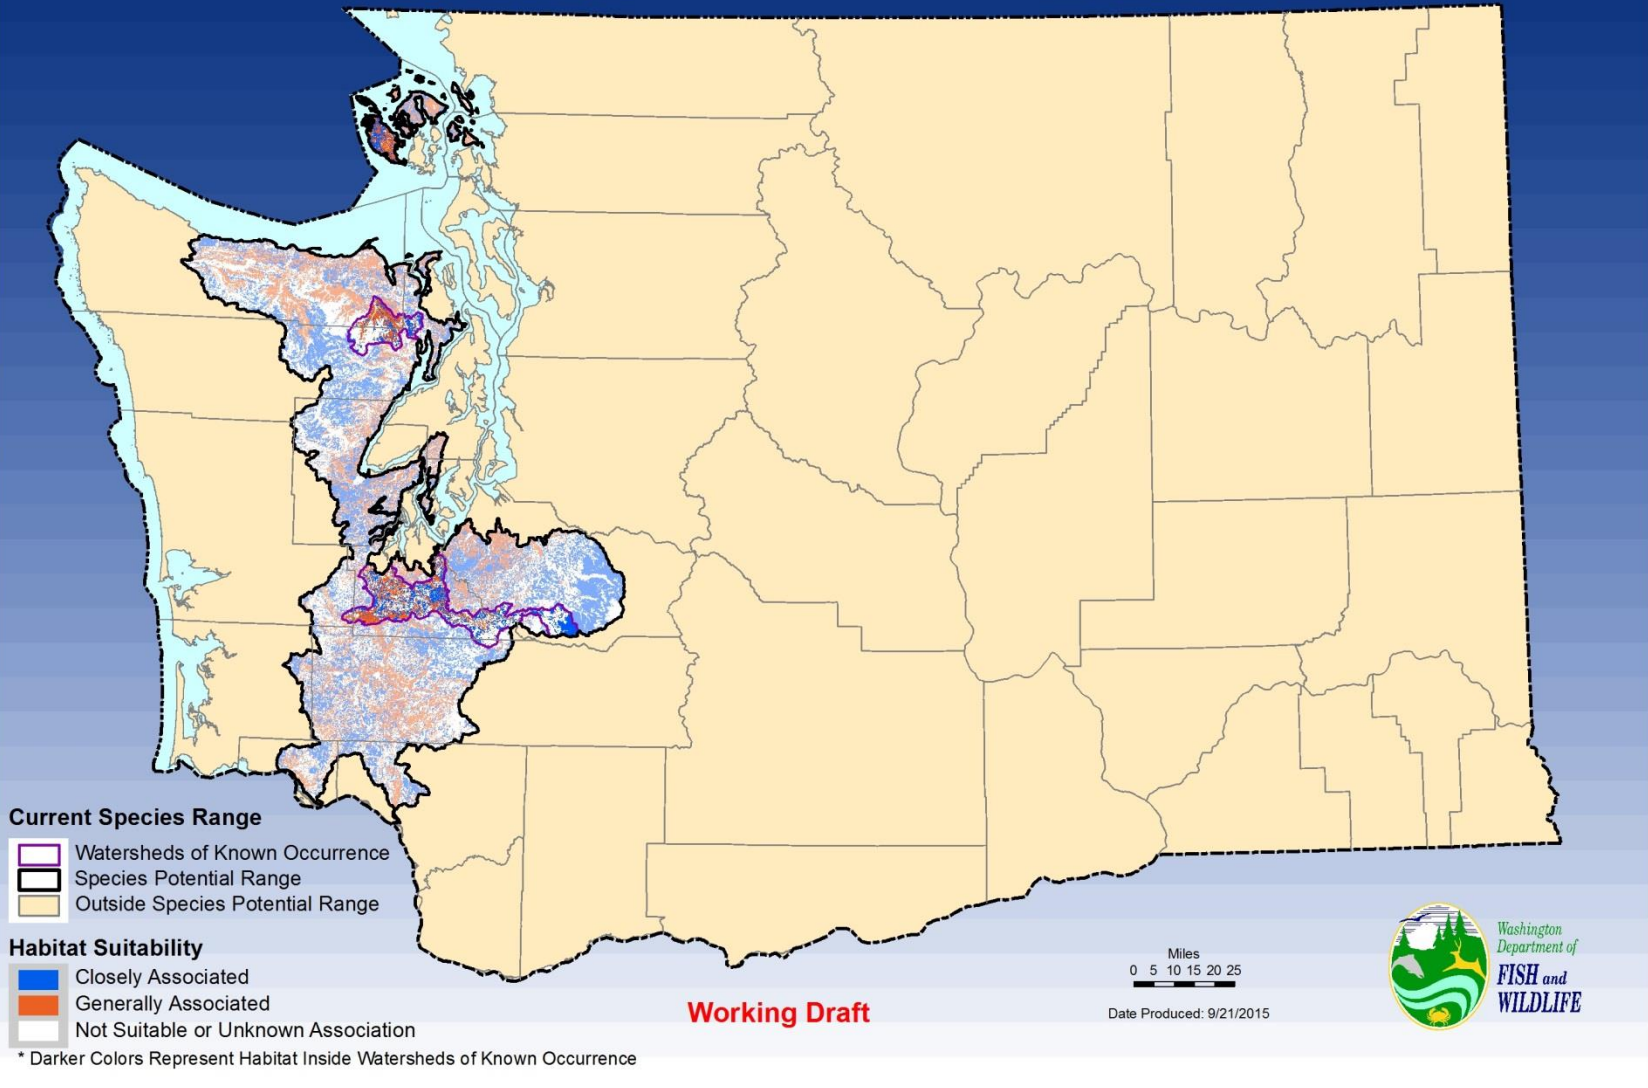 Current Species Range
Watersheds of Known Occurrence
Species Potential Range
Outside Species Potential Range
Habitat Suitability
Closely Associated
Generally Associated
Not Suitable or Unknown Association
* Darker Colors Represent Habitat Inside Watersheds of Known Occurrence
Working Draft
Miles
0 5 10 15 20 25
Date Produced: 9/21/2015
Washington
Department of
FISH and
WILDLIFE